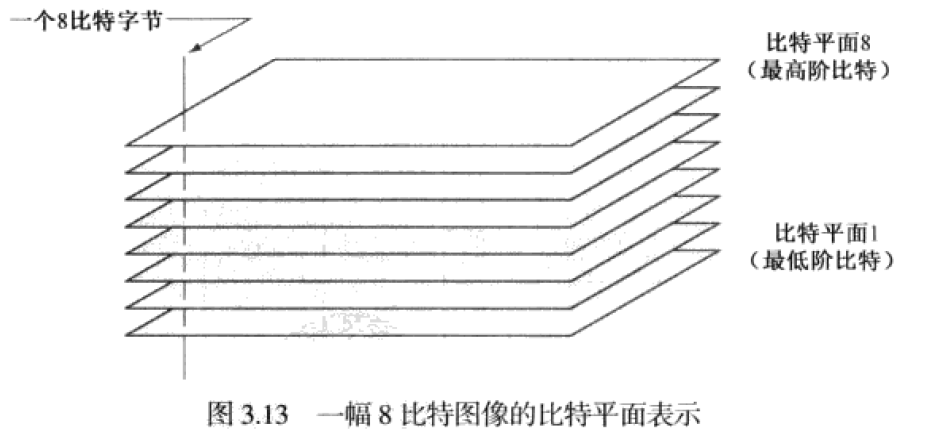 一个8比特字节
比特平面8
（最高阶比特）
比特平面1
（最低阶比特）
图 3.13 一幅 8 比特图像的比特平面表示